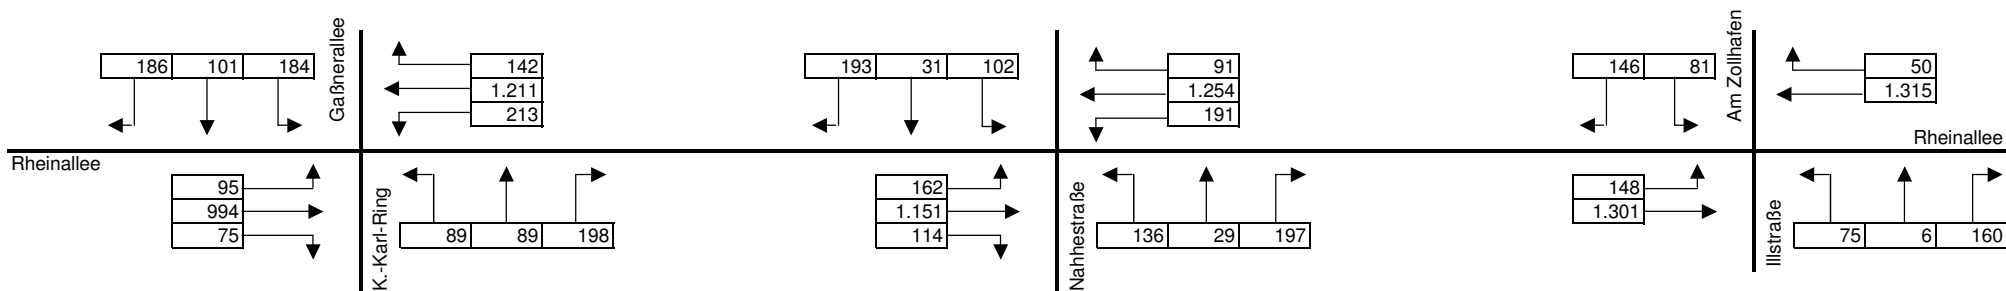 Gaßnerallee
186 101 184
142
1.211
213
193 31 102
91
1.254
191
146 81
Am Zollhafen
50
1.315
Rheinallee
Rheinallee
95
994
75
K.-Karl-Ring
89 89 198
162
1.151
114
Nahhestraße
136 29 197
148
1.301
Illstraße
75 6 160